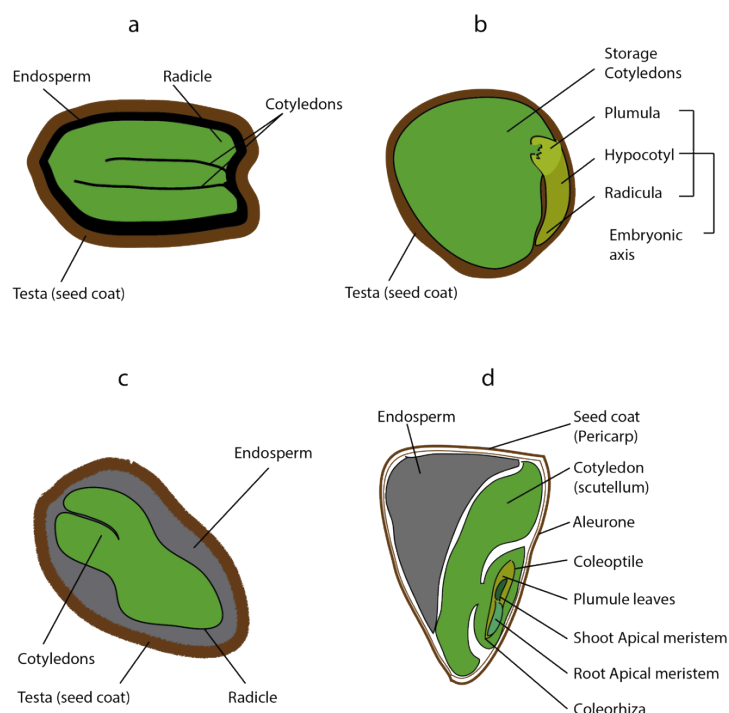 a
Endosperm
Radicle
Cotyledons
Testa (seed coat)
b
Storage
Cotyledons
Plumula
Hypocotyl
Radicula
Embryonic
axis
Testa (seed coat)
c
Endosperm
Cotyledons
Testa (seed coat)
Radicle
d
Endosperm
Seed coat
(Pericarp)
Cotyledon
(scutellum)
Aleurone
Coleoptile
Plumule leaves
Shoot Apical meristem
Root Apical meristem
Coleorhiza